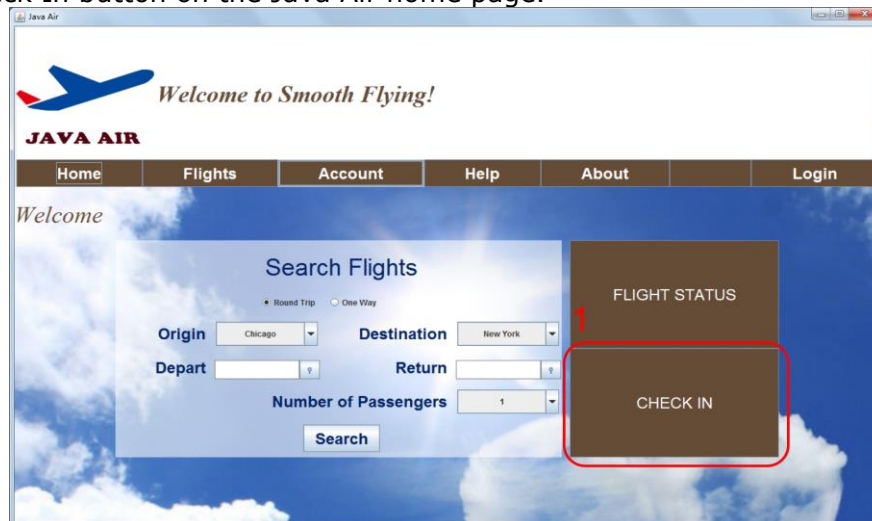 ck In button on the Java Air home page.
Java Air
Welcome to Smooth Flying!
JAVA AIR
Home Flights Account Help About Login
Welcome
Search Flights
Round Trip One Way
Origin Chicago Destination New York
Depart Return
Number of Passengers 1
Search
FLIGHT STATUS
1
CHECK IN